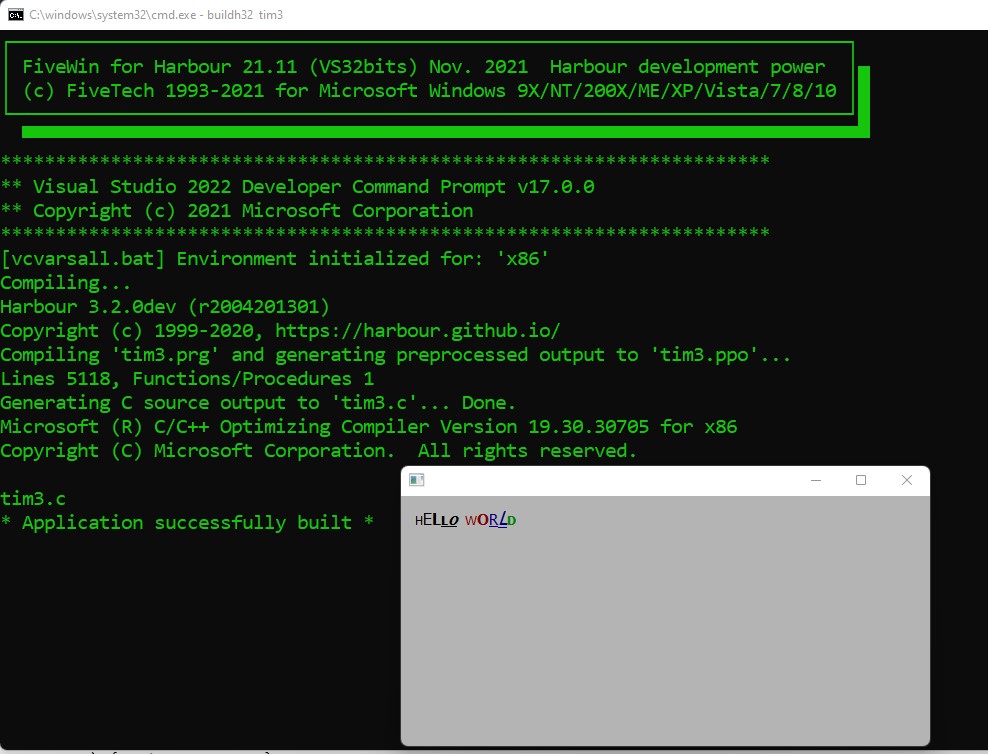 C:\windows\system32\cmd.exe - buildh32 tim3
FiveWin for Harbour 21.11 (VS32bits) Nov. 2021  Harbour development power
(c) FiveTech 1993-2021 for Microsoft Windows 9X/NT/200X/ME/XP/Vista/7/8/10
**********************************************************************
** Visual Studio 2022 Developer Command Prompt v17.0.0
** Copyright (c) 2021 Microsoft Corporation
**********************************************************************
[vcvarsall.bat] Environment initialized for: 'x86'
Compiling...
Harbour 3.2.0dev (r2004201301)
Copyright (c) 1999-2020, https://harbour.github.io/
Compiling 'tim3.prg' and generating preprocessed output to 'tim3.ppo'...
Lines 5118, Functions/Procedures 1
Generating C source output to 'tim3.c'... Done.
Microsoft (R) C/C++ Optimizing Compiler Version 19.30.30705 for x86
Copyright (C) Microsoft Corporation.  All rights reserved.
tim3.c
* Application successfully built *
HELLO WORLD